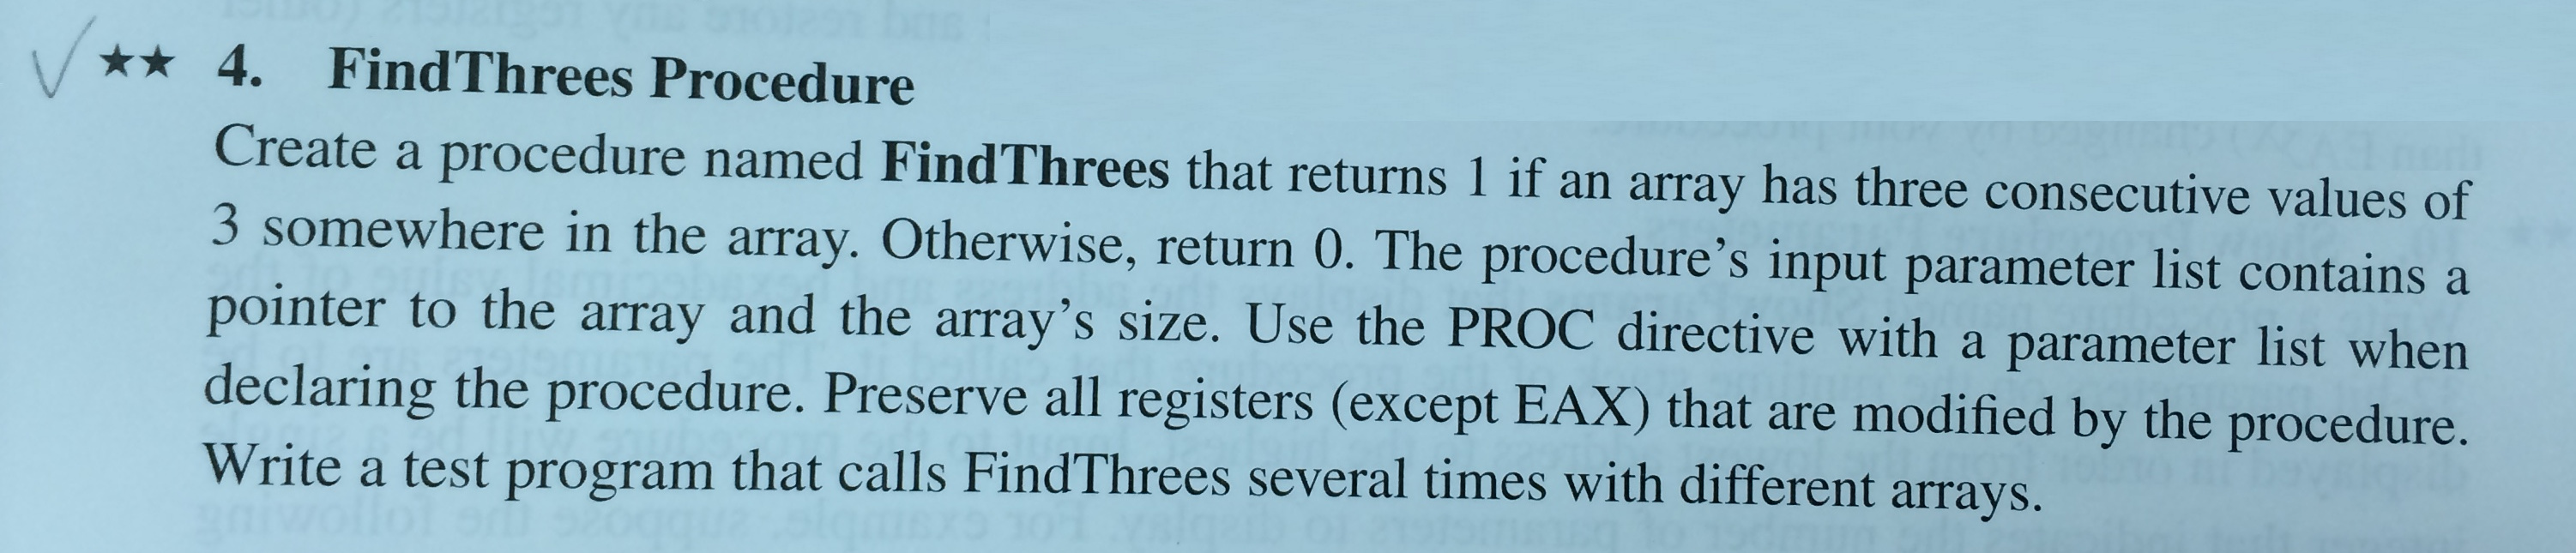 ✓ ★★ 4. FindThrees Procedure
Create a procedure named FindThrees that returns 1 if an array has three consecutive values of
3 somewhere in the array. Otherwise, return 0. The procedure's input parameter list contains a
pointer to the array and the array's size. Use the PROC directive with a parameter list when
declaring the procedure. Preserve all registers (except EAX) that are modified by the procedure.
Write a test program that calls FindThrees several times with different arrays.